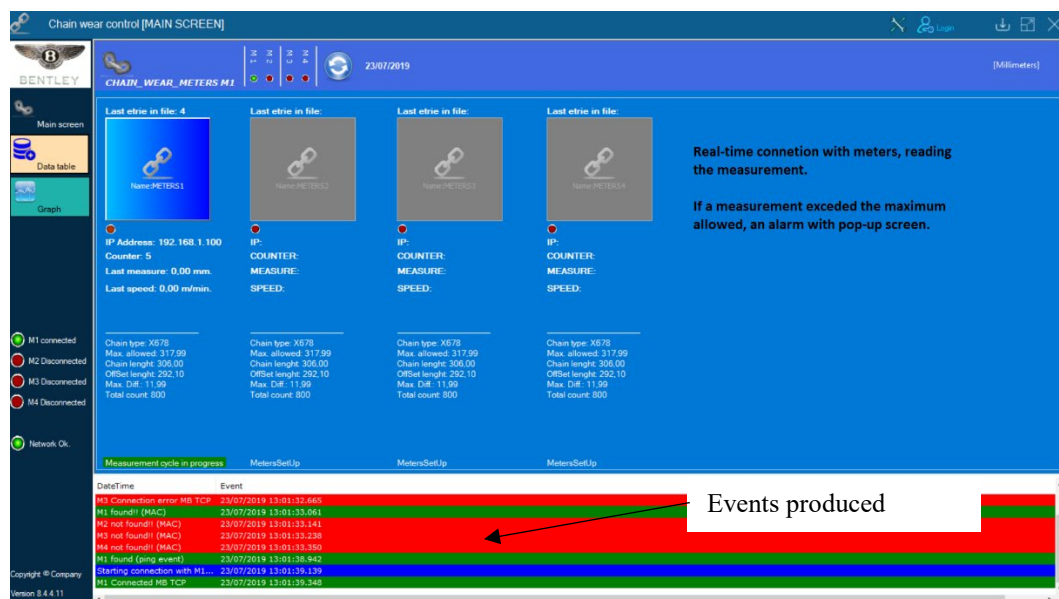 Chain wear control [MAIN SCREEN]
Login
B
BENTLEY
CHAIN_WEAR_METERS M1
M1
M2
M3
M4
23/07/2019
[Millimeters]
Main screen
Data table
Graph
M1 connected
M2 Disconnected
M3 Disconnected
M4 Disconnected
Network Ok.
Copyright © Company
Version 8.4.4.11
Last etrie in file: 4
Name:METERS1
IP Address: 192.168.1.100
Counter: 5
Last measure: 0,00 mm.
Last speed: 0,00 m/min.
Chain type: X678
Max. allowed: 317,99
Chain lenght: 306,00
OffSet lenght: 292,10
Max. Diff.: 11,99
Total count: 800
Measurement cycle in progress
Last etrie in file:
Name:METERS2
IP:
COUNTER:
MEASURE:
SPEED:
Chain type: X678
Max. allowed: 317,99
Chain lenght: 306,00
OffSet lenght: 292,10
Max. Diff.: 11,99
Total count: 800
MetersSetUp
Last etrie in file:
Name:METERS3
IP:
COUNTER:
MEASURE:
SPEED:
Chain type: X678
Max. allowed: 317,99
Chain lenght: 306,00
OffSet lenght: 292,10
Max. Diff.: 11,99
Total count: 800
MetersSetUp
Last etrie in file:
Name:METERS4
IP:
COUNTER:
MEASURE:
SPEED:
Chain type: X678
Max. allowed: 317,99
Chain lenght: 306,00
OffSet lenght: 292,10
Max. Diff.: 11,99
Total count: 800
MetersSetUp
Real-time connetion with meters, reading
the measurement.
If a measurement exceded the maximum
allowed, an alarm with pop-up screen.
DateTime Event
M3 Connection error MB TCP 23/07/2019 13:01:32.665
M1 found!! (MAC) 23/07/2019 13:01:33.061
M2 not found!! (MAC) 23/07/2019 13:01:33.141
M3 not found!! (MAC) 23/07/2019 13:01:33.238
M4 not found!! (MAC) 23/07/2019 13:01:33.350
M1 found (ping event) 23/07/2019 13:01:38.942
Starting connection with M1... 23/07/2019 13:01:39.139
M1 Connected MB TCP 23/07/2019 13:01:39.348
Events produced